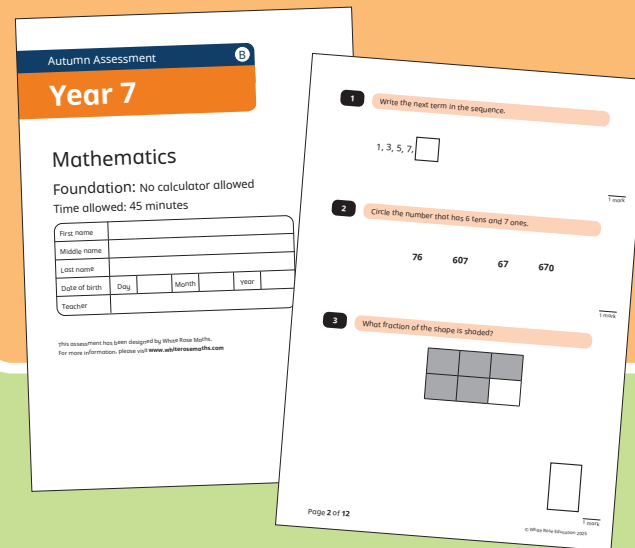 Autumn Assessment B
Year 7
Mathematics
Foundation: No calculator allowed
Time allowed: 45 minutes
First name
Middle name
Last name
Date of birth Day Month Year
Teacher
This assessment has been designed by White Rose Maths.
For more information, please visit www.whiterosemaths.com
1 Write the next term in the sequence.
1, 3, 5, 7,
1 mark
2 Circle the number that has 6 tens and 7 ones.
76 607 67 670
1 mark
3 What fraction of the shape is shaded?
1 mark
Page 2 of 12
© White Rose Education 2023